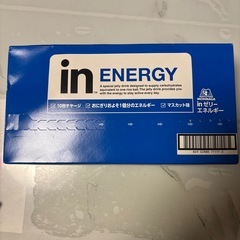 in ENERGY
A special jelly drink designed to supply carbohydrates
equivalent to one rice ball. The jelly drink provides you
with the energy to stay active every day.
10秒チャージ
おにぎりおよそ1個分のエネルギー
マスカット味
MORINAGA
inゼリー
エネルギー